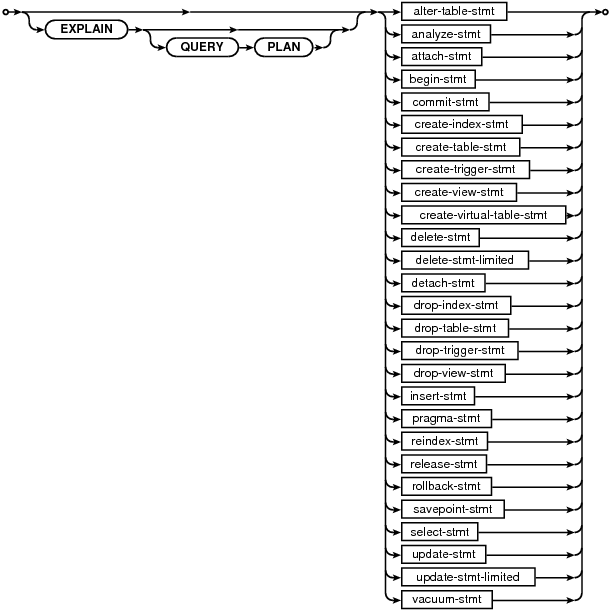 alter-table-stmt
EXPLAIN
analyze-stmt
QUERY PLAN
attach-stmt
begin-stmt
commit-stmt
create-index-stmt
create-table-stmt
create-trigger-stmt
create-view-stmt
create-virtual-table-stmt
delete-stmt
delete-stmt-limited
detach-stmt
drop-index-stmt
drop-table-stmt
drop-trigger-stmt
drop-view-stmt
insert-stmt
pragma-stmt
reindex-stmt
release-stmt
rollback-stmt
savepoint-stmt
select-stmt
update-stmt
update-stmt-limited
vacuum-stmt